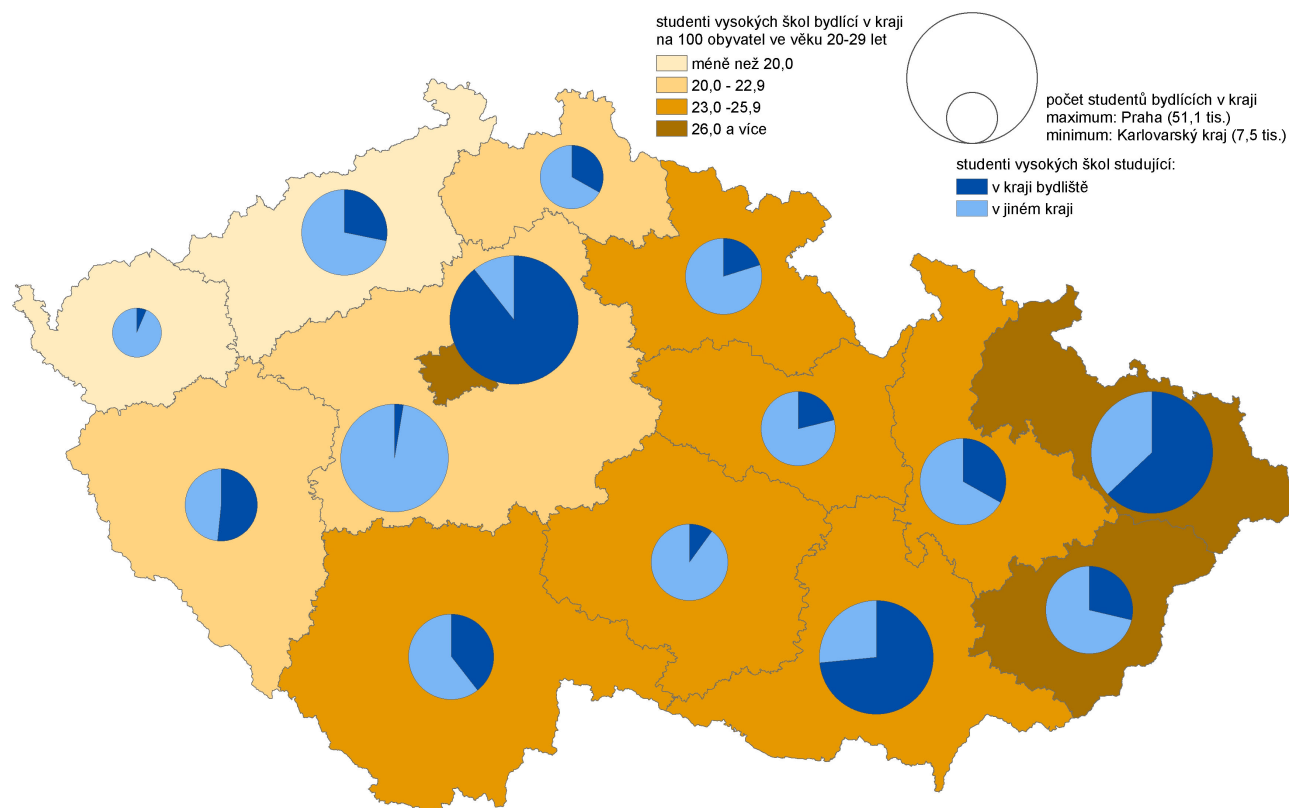 studenti vysokých škol bydlící v kraji
na 100 obyvatel ve věku 20-29 let
méně než 20,0
20,0 - 22,9
23,0 -25,9
26,0 a více
počet studentů bydlících v kraji
maximum: Praha (51,1 tis.)
minimum: Karlovarský kraj (7,5 tis.)
studenti vysokých škol studující:
v kraji bydliště
v jiném kraji